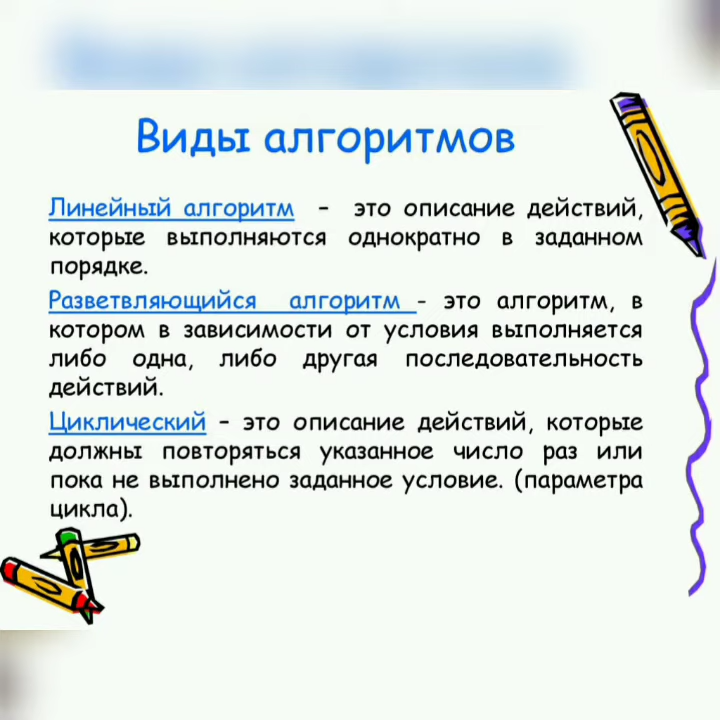 Виды алгоритмов
Линейный алгоритм – это описание действий,
которые выполняются однократно в заданном
порядке.
Разветвляющийся алгоритм - это алгоритм, в
котором в зависимости от условия выполняется
либо одна, либо другая последовательность
действий.
Циклический – это описание действий, которые
должны повторяться указанное число раз или
пока не выполнено заданное условие. (параметра
цикла).